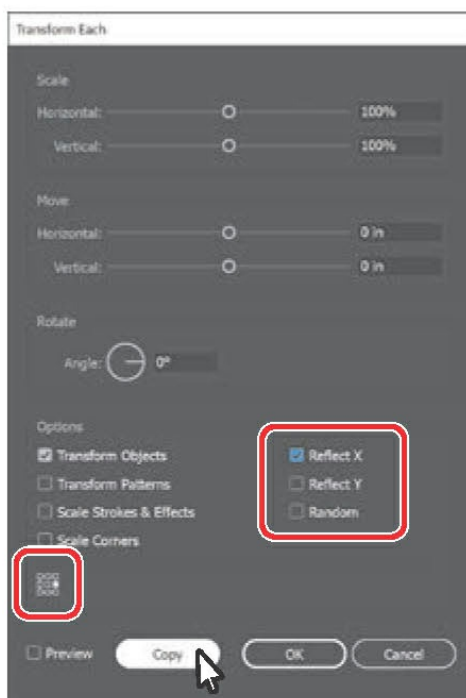 Transform Each
Scale
Horizontal: 100%
Vertical: 100%
Move
Horizontal: 0 in
Vertical: 0 in
Rotate
Angle: 0°
Options
Transform Objects Reflect X
Transform Patterns Reflect Y
Scale Strokes & Effects Random
Scale Corners
Preview Copy OK Cancel